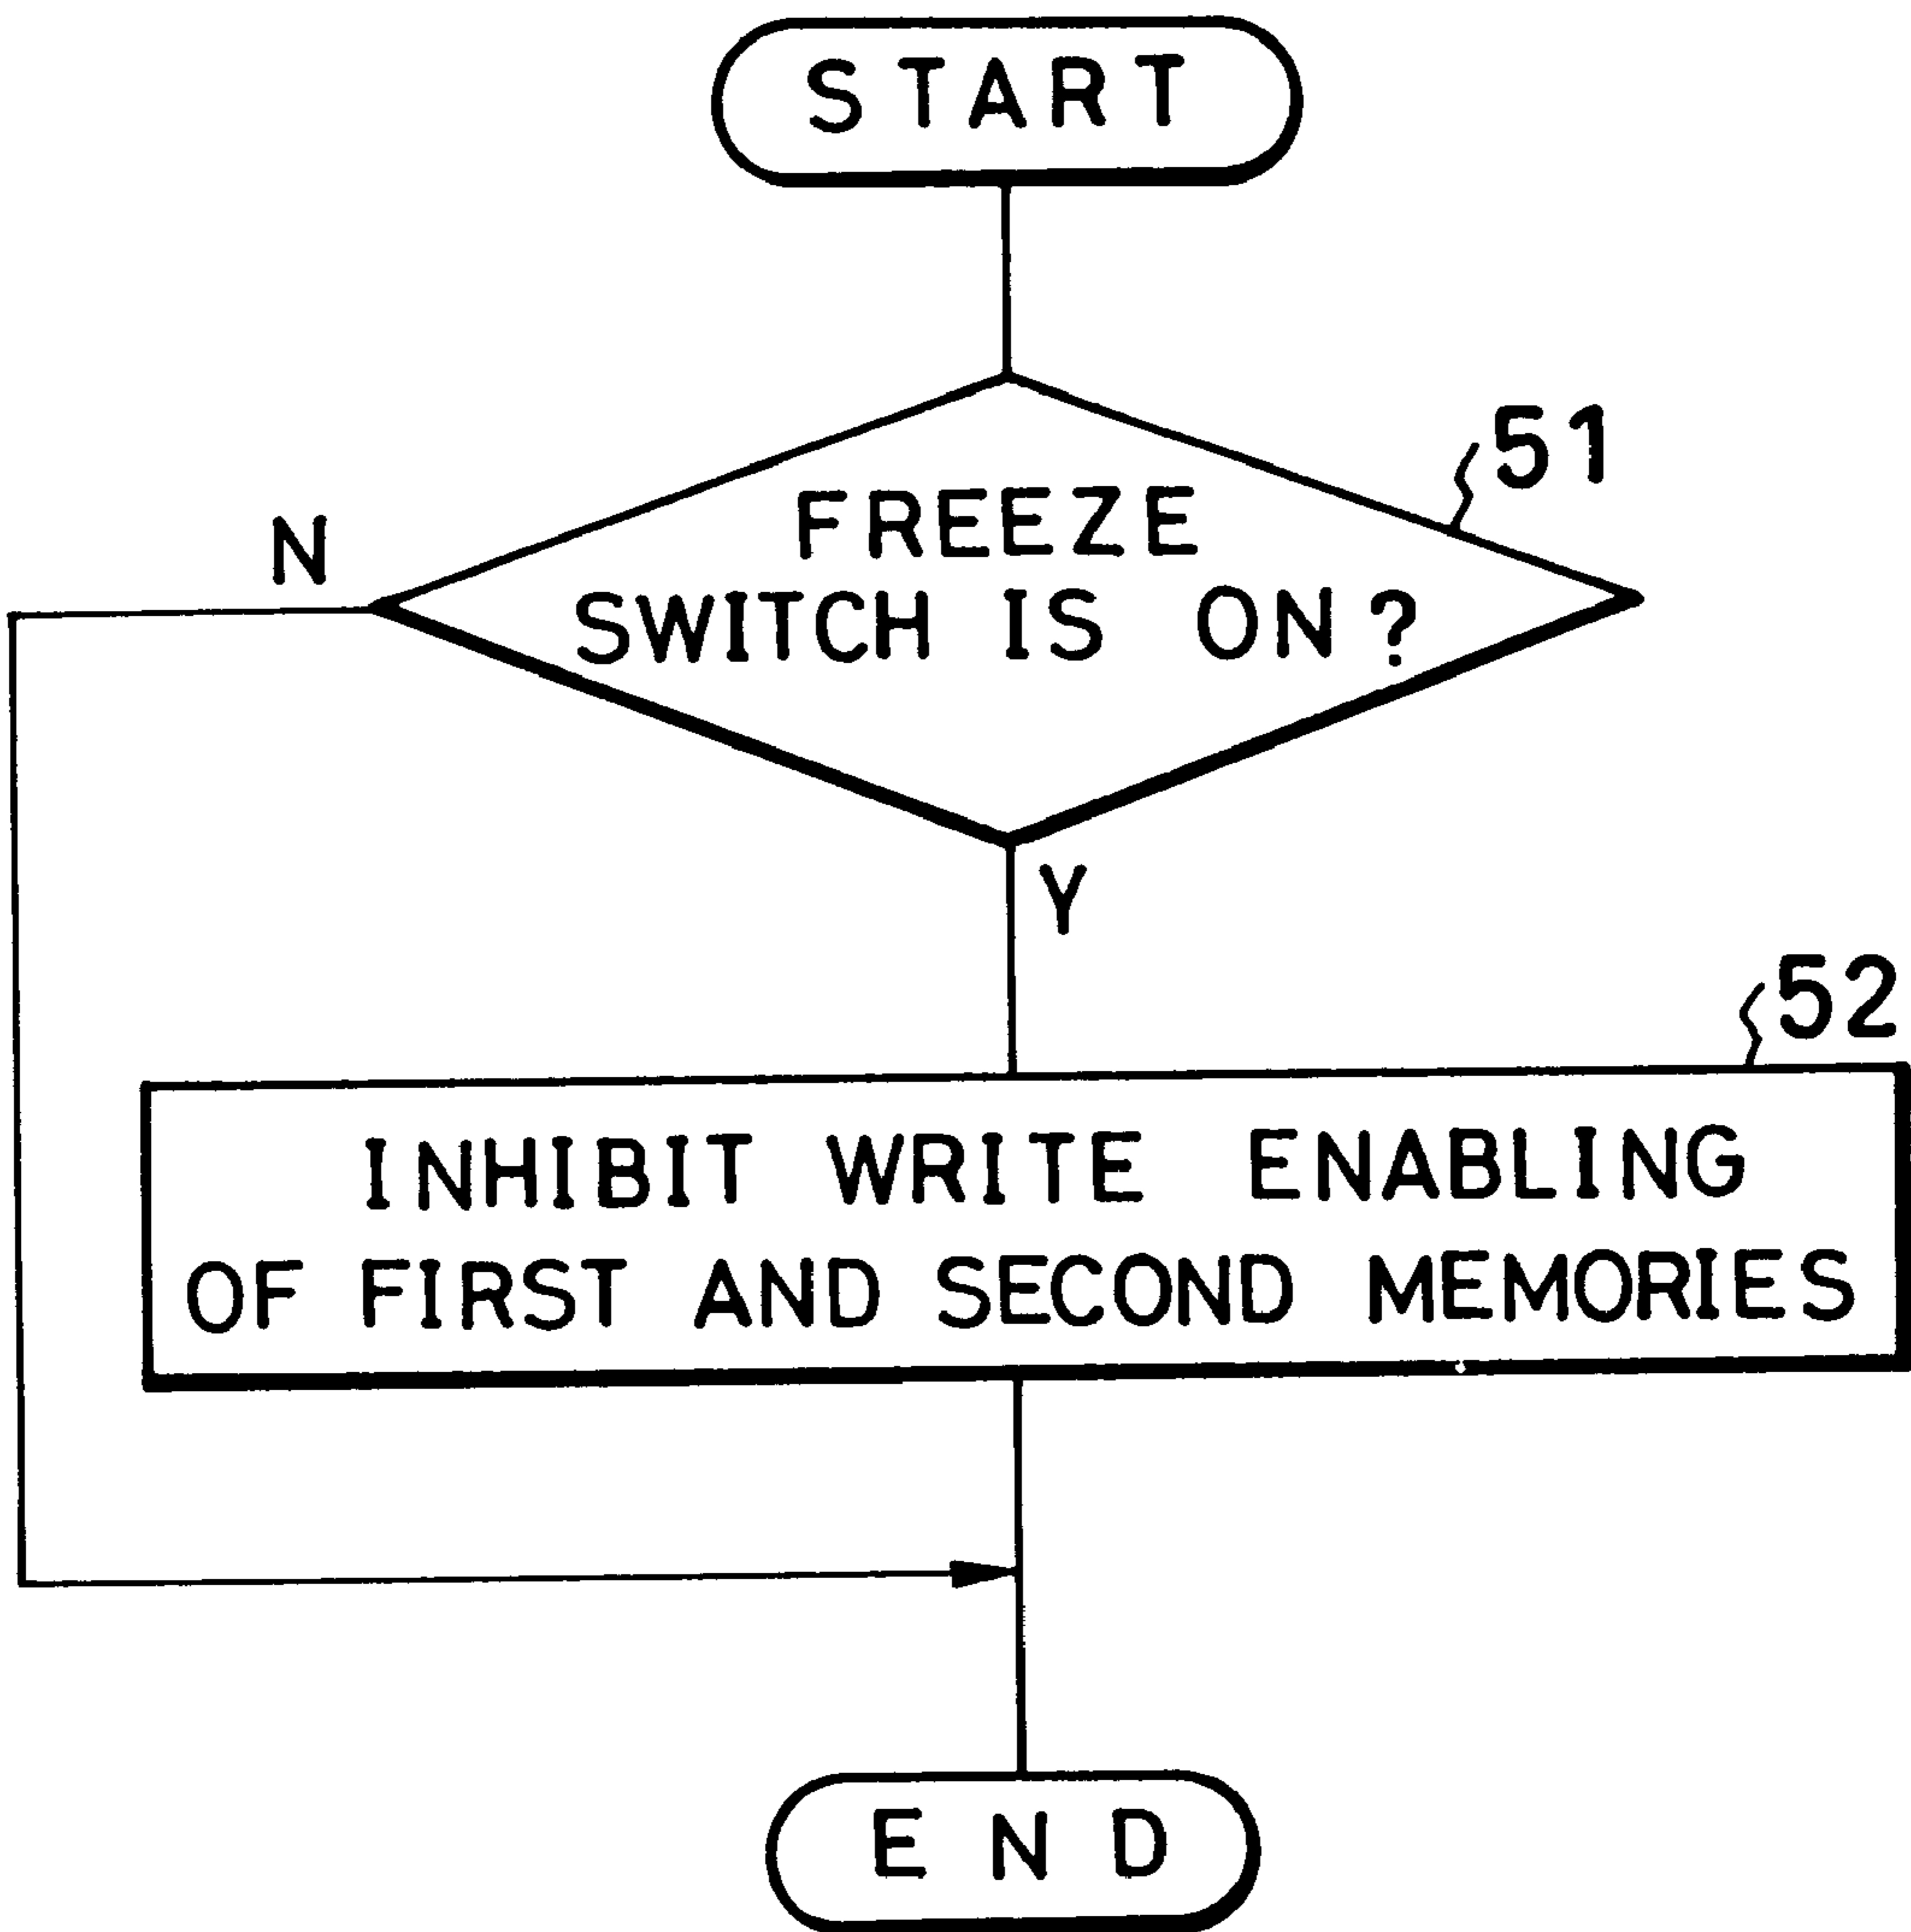 START
51
FREEZE
N
SWITCH IS ON?
Y
52
INHIBIT WRITE ENABLING
OF FIRST AND SECOND MEMORIES
END